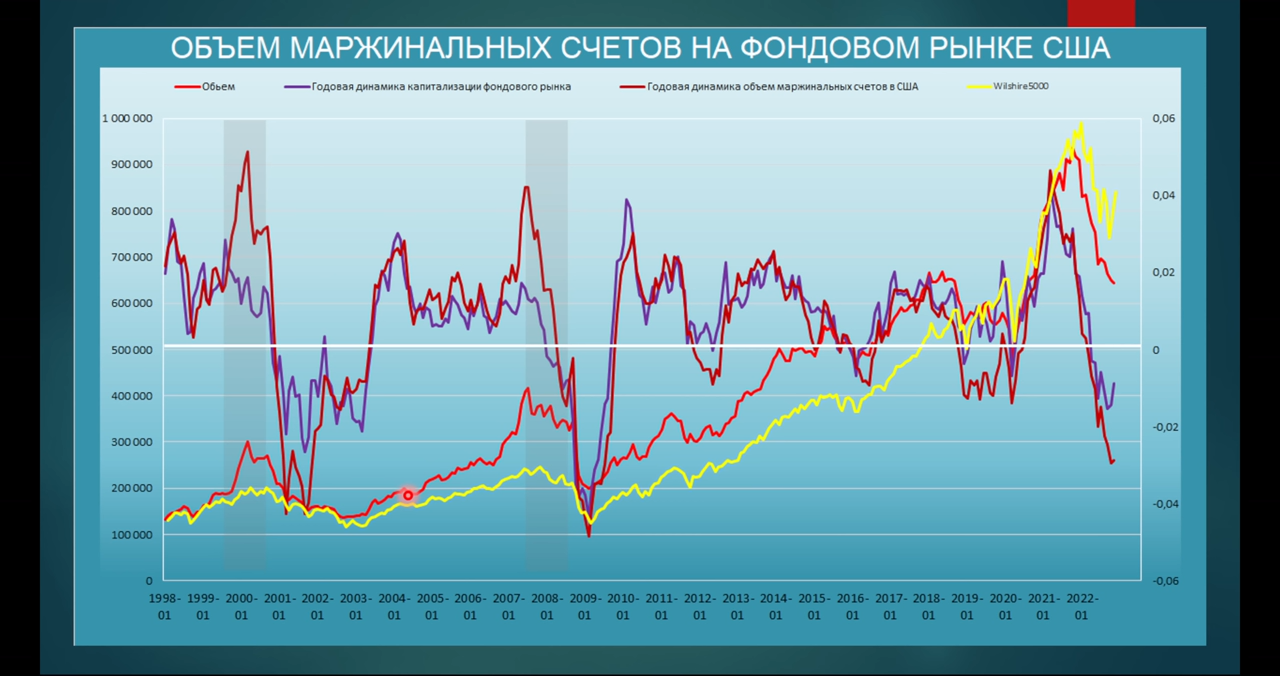 ОБЪЕМ МАРЖИНАЛЬНЫХ СЧЕТОВ НА ФОНДОВОМ РЫНКЕ США
Обьем
Годовая динамика капитализации фондового рынка
Годовая динамика объем маржинальных счетов в США
Wilshire5000
1 000 000
900 000
800 000
700 000
600 000
500 000
400 000
300 000
200 000
100 000
0
0,06
0,04
0,02
0
-0,02
-0,04
-0,06
1998- 1999- 2000- 2001- 2002- 2003- 2004- 2005- 2006- 2007- 2008- 2009- 2010- 2011- 2012- 2013- 2014- 2015- 2016- 2017- 2018- 2019- 2020- 2021- 2022-
01 01 01 01 01 01 01 01 01 01 01 01 01 01 01 01 01 01 01 01 01 01 01 01 01